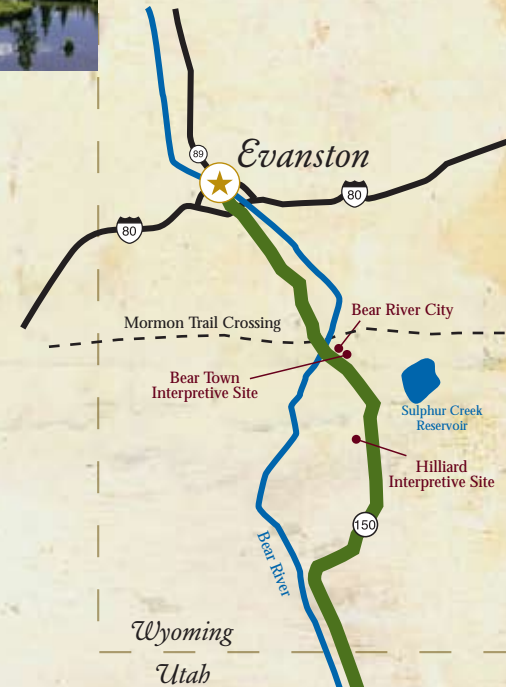 89
Evanston
80
80
Bear River City
Mormon Trail Crossing
Bear Town
Interpretive Site
Sulphur Creek
Reservoir
Hilliard
Interpretive Site
150
Bear River
Wyoming
Utah